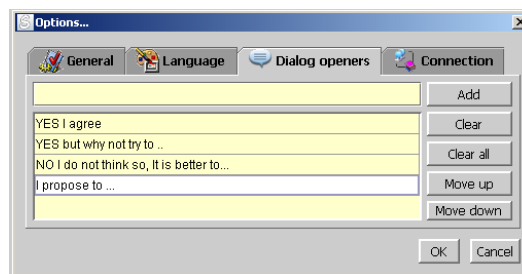 Options...
General Language Dialog openers Connection
Add
YES I agree
Clear
YES but why not try to ..
Clear all
NO I do not think so, It is better to...
I propose to ...
Move up
Move down
OK Cancel